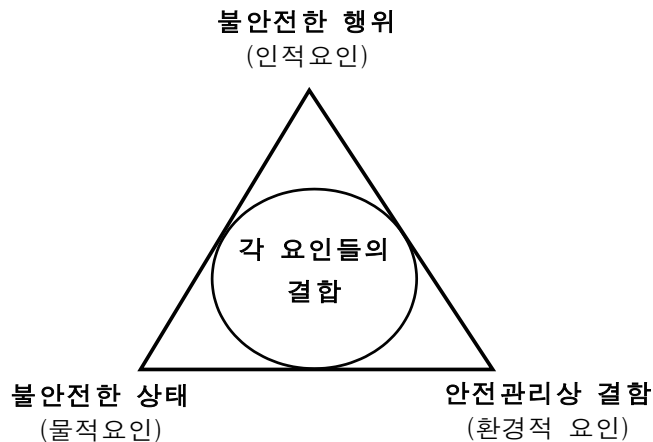 불안전한 행위
(인적요인)
각 요인들의
결합
불안전한 상태
(물적요인)
안전관리상 결함
(환경적 요인)